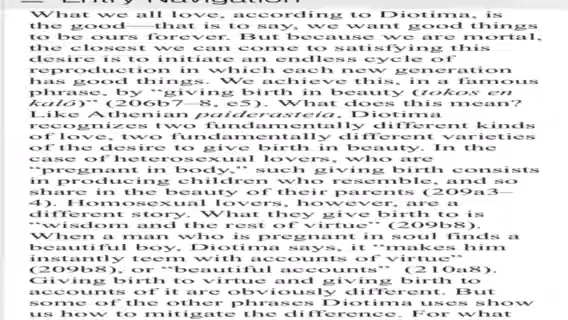 Entry Navigation
What we all love, according to Diotima, is
the good—that is to say, we want good things
to be ours forever. But because we are mortal,
the closest we can come to satisfying this
desire is to initiate an endless cycle of
reproduction in which each new generation
has good things. We achieve this, in a famous
phrase, by “giving birth in beauty (tokos en
kalô)” (206b7–8, e5). What does this mean?
Like Athenian paiderasteia, Diotima
recognizes two fundamentally different kinds
of love, two fundamentally different varieties
of the desire to give birth in beauty. In the
case of heterosexual lovers, who are
“pregnant in body,” such giving birth consists
in producing children who resemble, and so
share in the beauty of their parents (209a3–
4). Homosexual lovers, however, are a
different story. What they give birth to is
“wisdom and the rest of virtue” (209b8).
When a man who is pregnant in soul finds a
beautiful boy, Diotima says, it “makes him
instantly teem with accounts of virtue”
(209b8), or “beautiful accounts” (210a8).
Giving birth to virtue and giving birth to
accounts of it are obviously different. But
some of the other phrases Diotima uses show
us how to mitigate the difference. For what